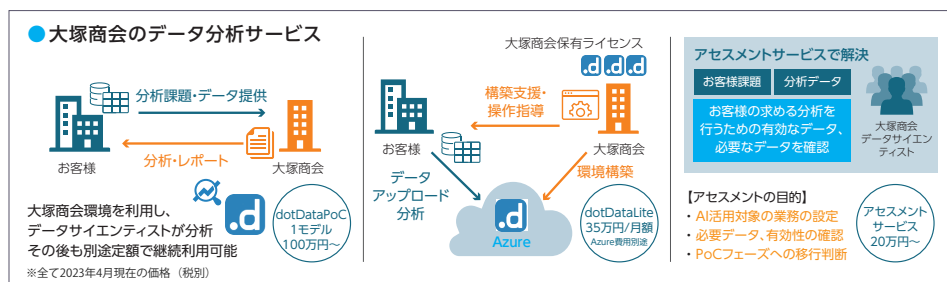 ●大塚商会のデータ分析サービス
分析課題・データ提供
お客様
大塚商会
分析・レポート
大塚商会環境を利用し、
データサイエンティストが分析
その後も別途定額で継続利用可能
※全て2023年4月現在の価格（税別）
.d
dotDataPoC
1モデル
100万円〜
大塚商会保有ライセンス
.d .d .d
構築支援・
操作指導
お客様
大塚商会
データ
アップロード
分析
環境構築
.d
Azure
dotDataLite
35万円/月額
Azure費用別途
アセスメントサービスで解決
お客様課題
分析データ
お客様の求める分析を
行うための有効なデータ、
必要なデータを確認
大塚商会
データサイエン
ティスト
【アセスメントの目的】
・AI活用対象の業務の設定
・必要データ、有効性の確認
・PoCフェーズへの移行判断
アセスメント
サービス
20万円〜